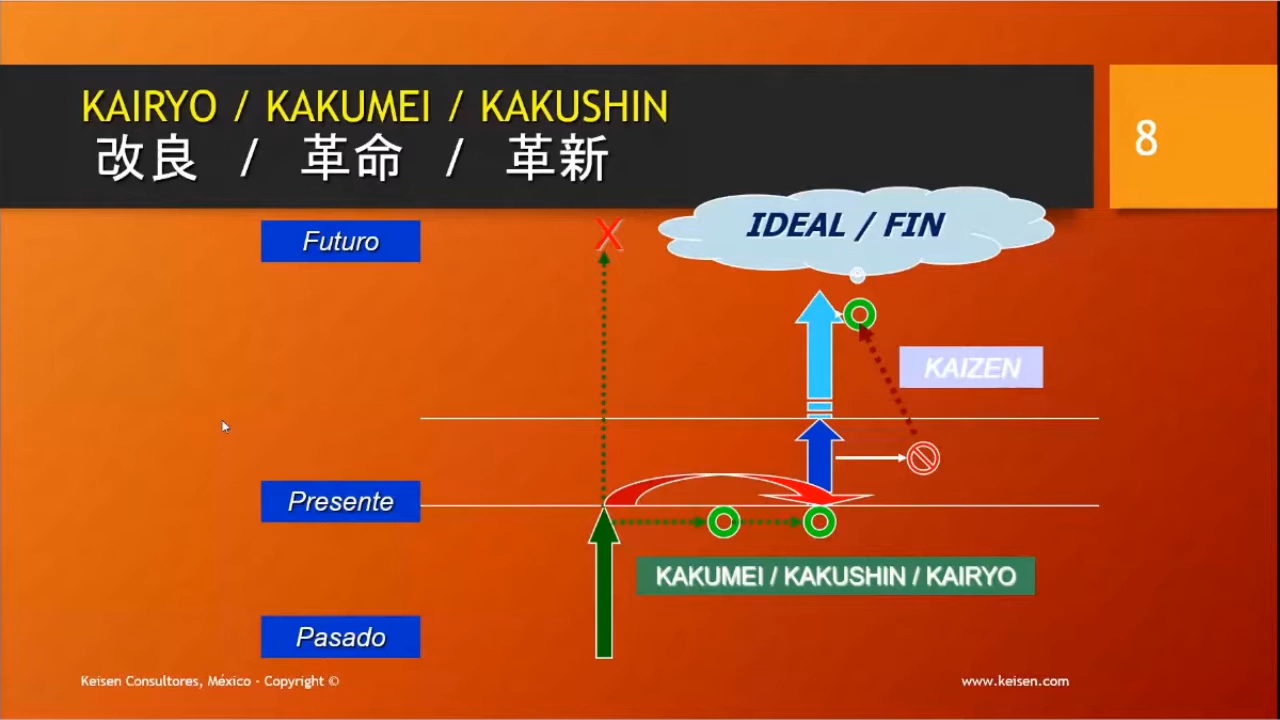 KAIRYO / KAKUMEI / KAKUSHIN
改良 / 革命 / 革新
8
IDEAL / FIN
Futuro
X
KAIZEN
Presente
KAKUMEI / KAKUSHIN / KAIRYO
Pasado
Keisen Consultores, México - Copyright ©
www.keisen.com